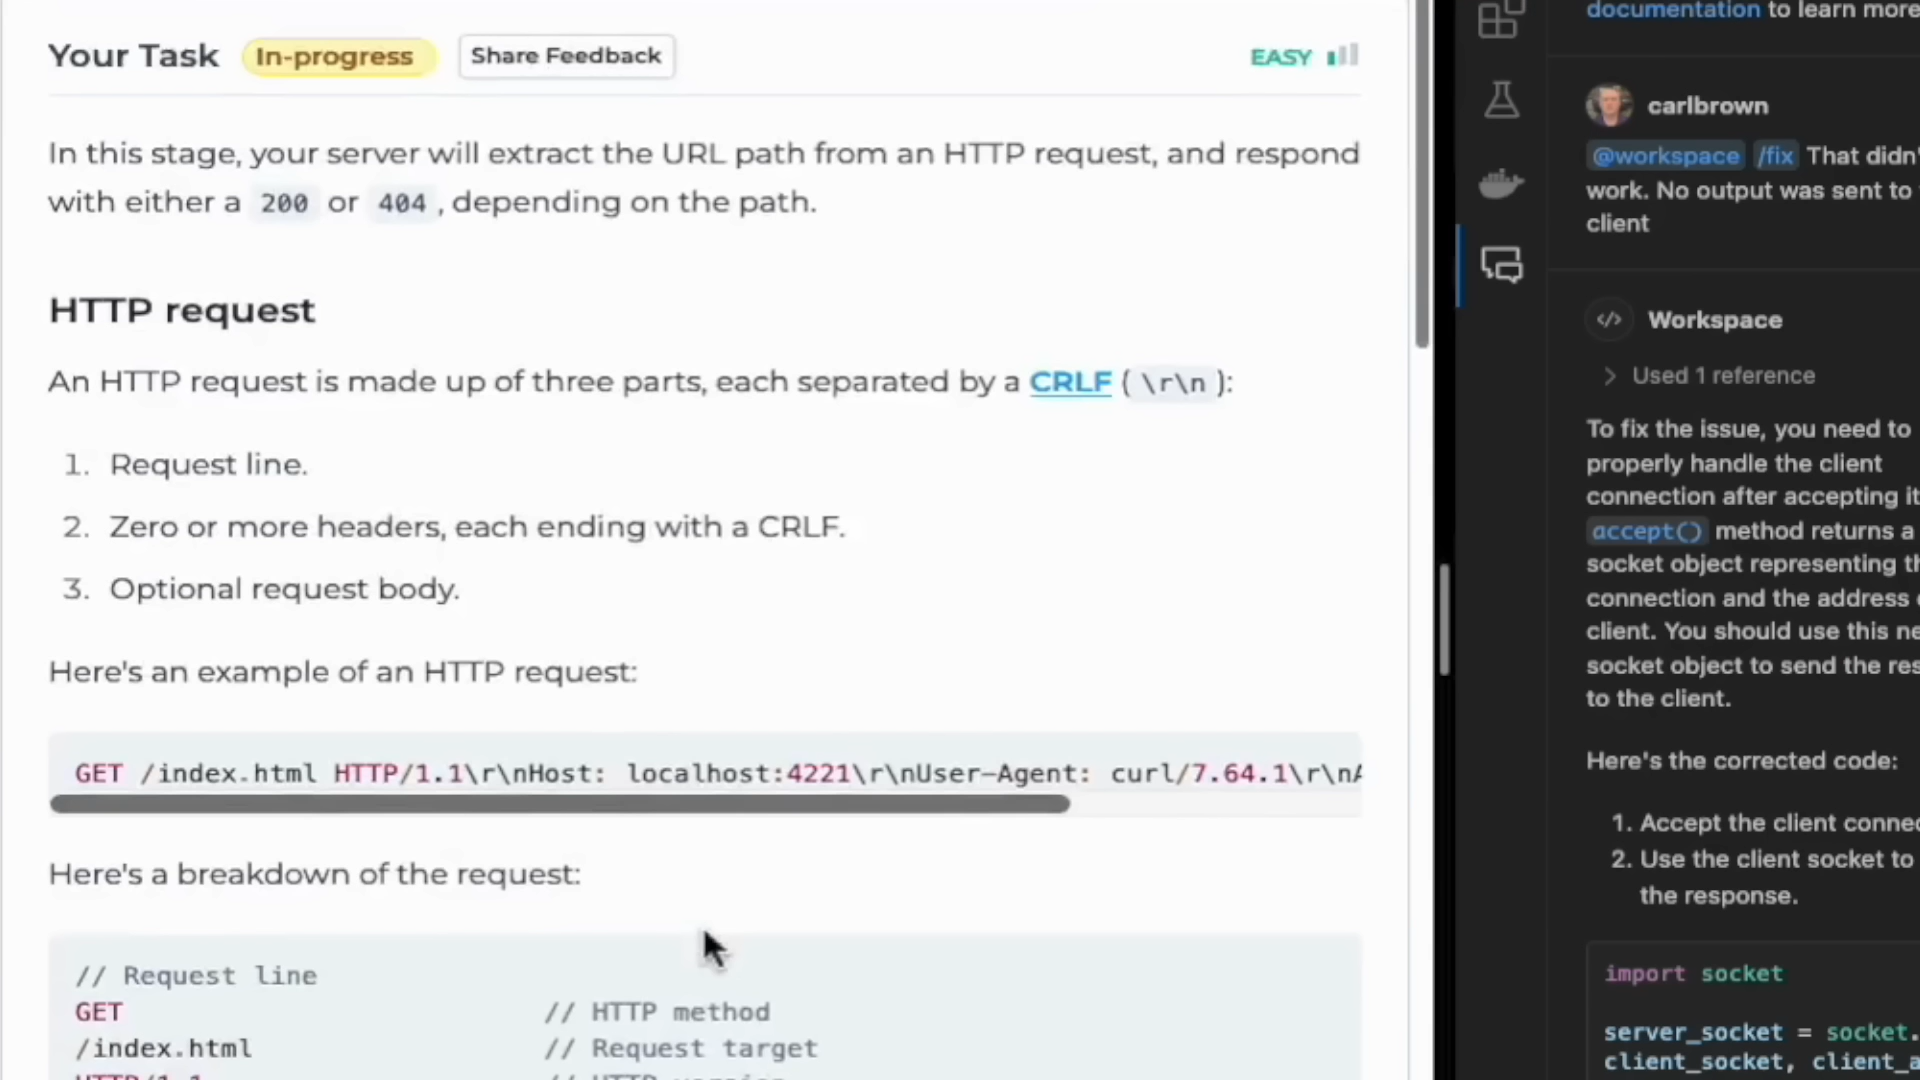 Your Task In-progress Share Feedback EASY
In this stage, your server will extract the URL path from an HTTP request, and respond
with either a 200 or 404, depending on the path.
HTTP request
An HTTP request is made up of three parts, each separated by a CRLF ( \r\n ):
1. Request line.
2. Zero or more headers, each ending with a CRLF.
3. Optional request body.
Here's an example of an HTTP request:
GET /index.html HTTP/1.1\r\nHost: localhost:4221\r\nUser-Agent: curl/7.64.1\r\nA
Here's a breakdown of the request:
// Request line
GET // HTTP method
/index.html // Request target
documentation to learn more
carlbrown
@workspace /fix That didn'
work. No output was sent to
client
Workspace
Used 1 reference
To fix the issue, you need to
properly handle the client
connection after accepting it
accept() method returns a
socket object representing th
connection and the address
client. You should use this ne
socket object to send the res
to the client.
Here's the corrected code:
1. Accept the client connec
2. Use the client socket to
the response.
import socket
server_socket = socket.
client_socket, client_a